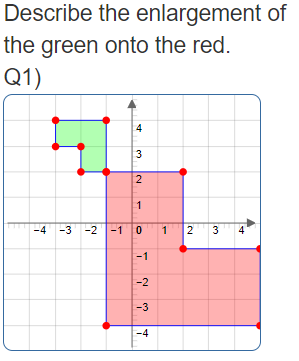 Describe the enlargement of
the green onto the red.
Q1)
4
3
2
1
-4 -3 -2 -1 0 1 2 3 4
-1
-2
-3
-4